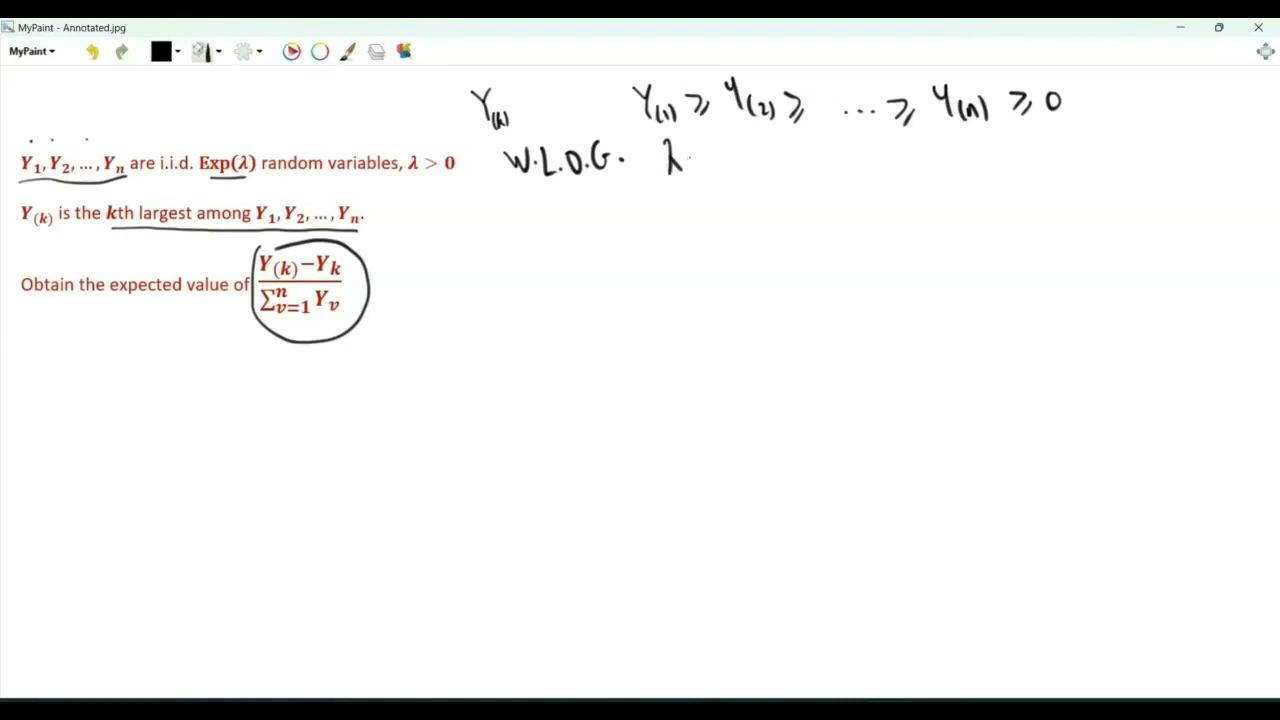 MyPaint - Annotated.jpg
MyPaint
Y(k) Y(1) ⩾ Y(2) ⩾ ... ⩾ Y(n) ⩾ 0
W.L.O.G. λ
Y₁, Y₂, ..., Yₙ are i.i.d. Exp(λ) random variables, λ > 0
Y(k) is the kth largest among Y₁, Y₂, ..., Yₙ.
Obtain the expected value of (Y(k) − Yₖ) / (∑ⁿᵥ₌₁ Yᵥ)